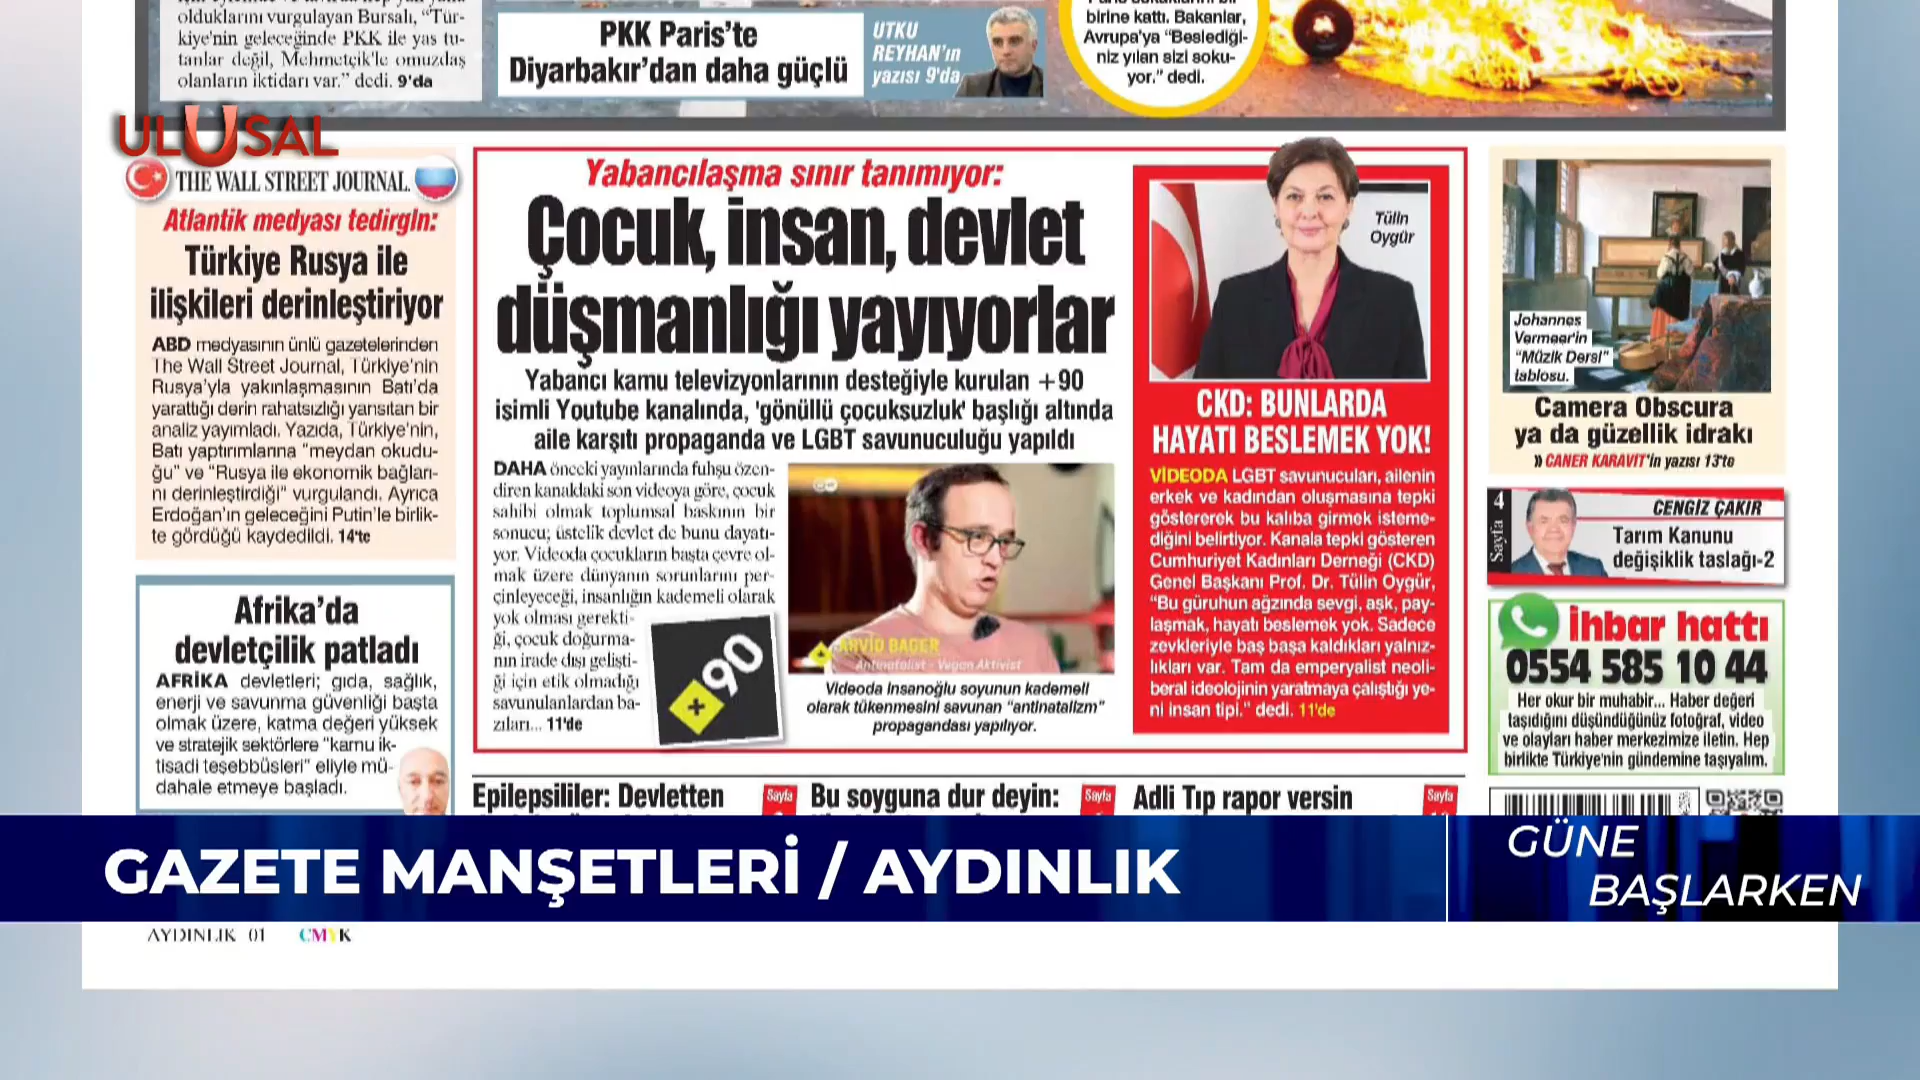 olduklarını vurgulayan Bursalı, “Tür-
kiye'nin geleceğinde PKK ile yas tu-
tanlar değil, Mehmetçik'le omuzdaş
olanların iktidarı var.” dedi. 9'da
PKK Paris’te
Diyarbakır’dan daha güçlü
UTKU
REYHAN’ın
yazısı 9'da
birine kattı. Bakanlar,
Avrupa'ya “Beslediği-
niz yılan sizi soku-
yor.” dedi.
ULUSAL
THE WALL STREET JOURNAL.
Atlantik medyası tedirgin:
Türkiye Rusya ile
ilişkileri derinleştiriyor
ABD medyasının ünlü gazetelerinden
The Wall Street Journal, Türkiye'nin
Rusya'yla yakınlaşmasının Batı'da
yarattığı derin rahatsızlığı yansıtan bir
analiz yayımladı. Yazıda, Türkiye'nin,
Batı yaptırımlarına “meydan okudu-
ğu” ve “Rusya ile ekonomik bağları-
nı derinleştirdiği” vurgulandı. Ayrıca
Erdoğan'ın geleceğini Putin'le birlik-
te gördüğü kaydedildi. 14'te
Afrika’da
devletçilik patladı
AFRİKA devletleri; gıda, sağlık,
enerji ve savunma güvenliği başta
olmak üzere, katma değeri yüksek
ve stratejik sektörlere “kamu ik-
tisadi teşebbüsleri” eliyle mü-
dahale etmeye başladı.
Yabancılaşma sınır tanımıyor:
Çocuk, insan, devlet
düşmanlığı yayıyorlar
Yabancı kamu televizyonlarının desteğiyle kurulan +90
isimli Youtube kanalında, 'gönüllü çocuksuzluk' başlığı altında
aile karşıtı propaganda ve LGBT savunuculuğu yapıldı
DAHA önceki yayınlarında fuhşu özen-
diren kanaldaki son videoya göre, çocuk
sahibi olmak toplumsal baskının bir
sonucu; üstelik devlet de bunu dayatı-
yor. Videoda çocukların başta çevre ol-
mak üzere dünyanın sorunlarını per-
çinleyeceği, insanlığın kademeli olarak
yok olması gerekti-
ği, çocuk doğurma-
nın irade dışı gelişti-
ği için etik olmadığı
savunulanlardan ba-
zıları... 11'de
+90
ARVİD BAGER
Antinatalist - Vegan Aktivist
Videoda insanoğlu soyunun kademeli
olarak tükenmesini savunan “antinatalizm”
propagandası yapılıyor.
Tülin
Oygür
CKD: BUNLARDA
HAYATI BESLEMEK YOK!
VİDEODA LGBT savunucuları, ailenin
erkek ve kadından oluşmasına tepki
göstererek bu kalıba girmek isteme-
diğini belirtiyor. Kanala tepki gösteren
Cumhuriyet Kadınları Derneği (CKD)
Genel Başkanı Prof. Dr. Tülin Oygür,
“Bu güruhun ağzında sevgi, aşk, pay-
laşmak, hayatı beslemek yok. Sadece
zevkleriyle baş başa kaldıkları yalnız-
lıkları var. Tam da emperyalist neoli-
beral ideolojinin yaratmaya çalıştığı ye-
ni insan tipi.” dedi. 11'de
Johannes
Vermeer'in
“Müzik Dersi”
tablosu.
Camera Obscura
ya da güzellik idrakı
» CANER KARAVİT'in yazısı 13'te
Sayfa 4
CENGİZ ÇAKIR
Tarım Kanunu
değişiklik taslağı-2
İhbar hattı
0554 585 10 44
Her okur bir muhabir... Haber değeri
taşıdığını düşündüğünüz fotoğraf, video
ve olayları haber merkezimize iletin. Hep
birlikte Türkiye'nin gündemine taşıyalım.
Epilepsililer: Devletten
Sayfa
Bu soyguna dur deyin:
Sayfa
Adli Tıp rapor versin
Sayfa
GAZETE MANŞETLERİ / AYDINLIK
GÜNE
BAŞLARKEN
AYDINLIK 01 CMYK